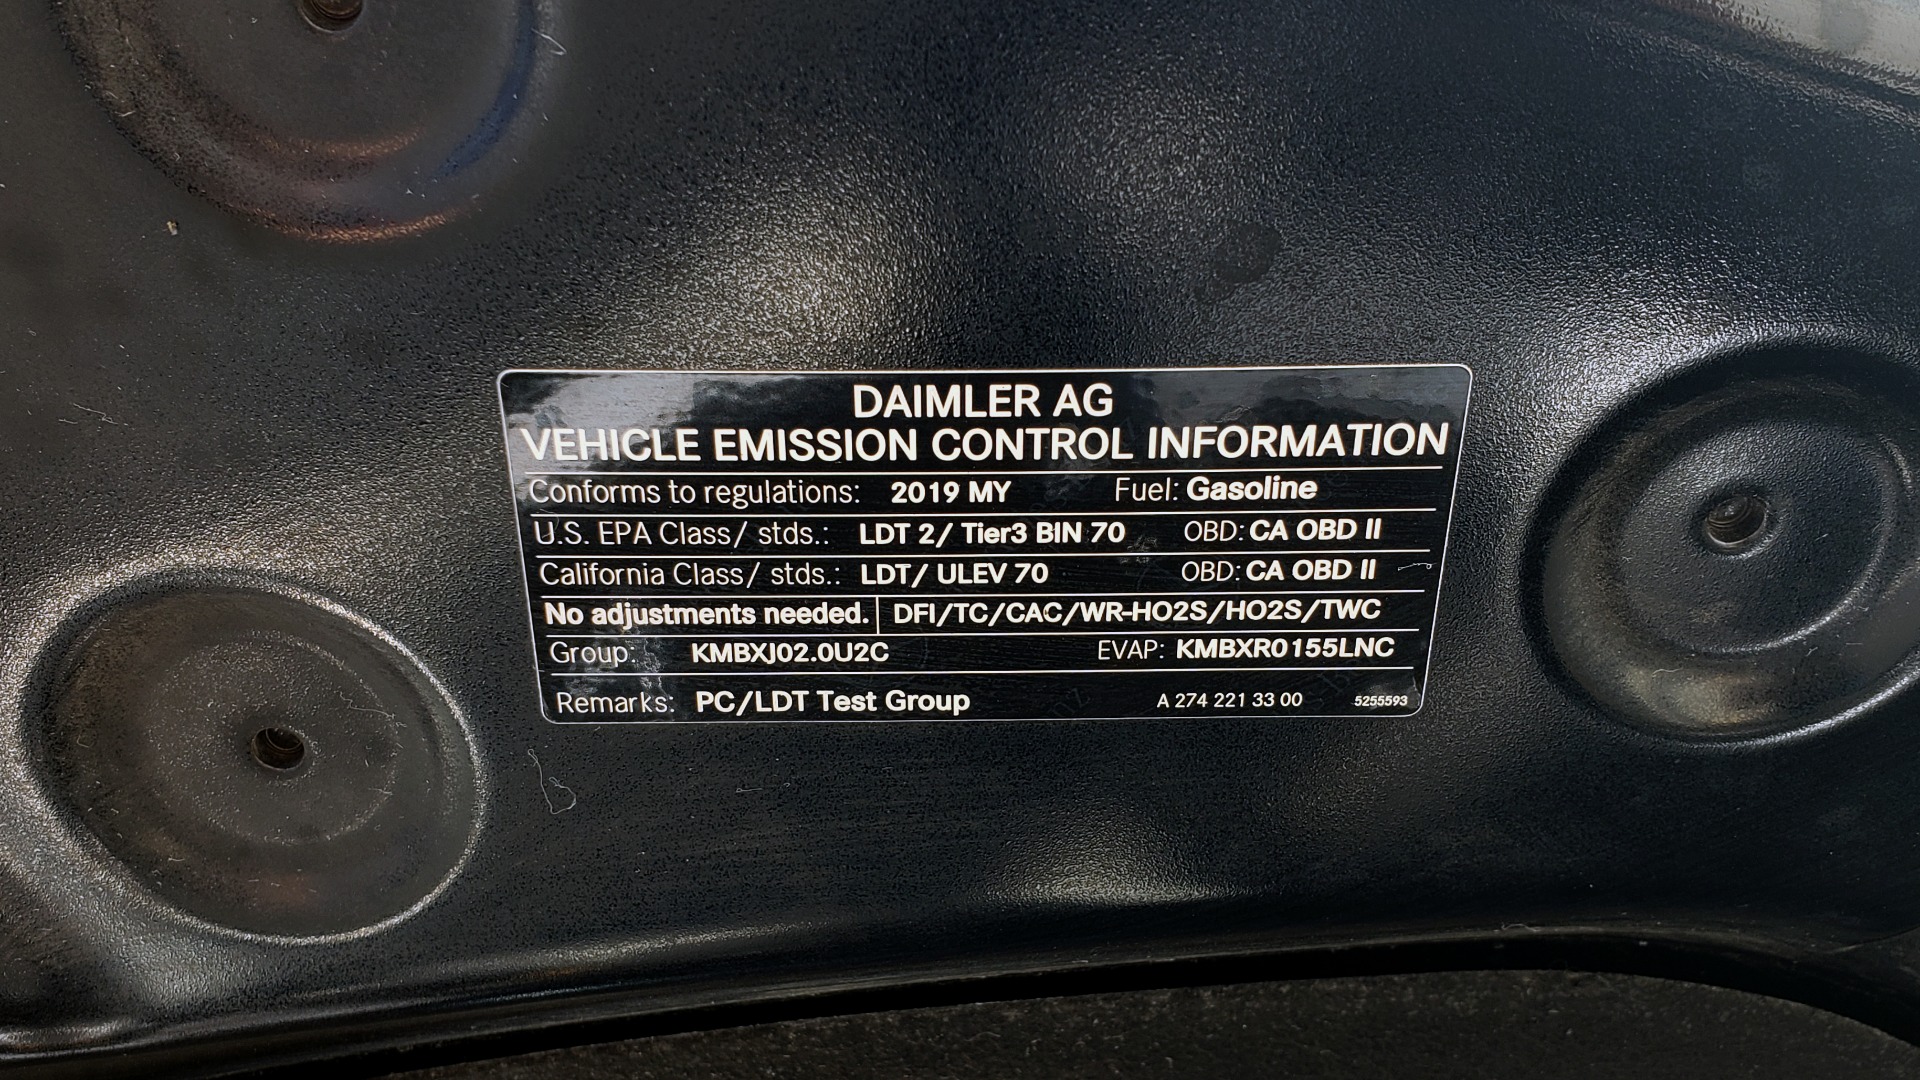 DAIMLER AG
VEHICLE EMISSION CONTROL INFORMATION
Conforms to regulations: 2019 MY Fuel: Gasoline
U.S. EPA Class/ stds.: LDT 2/ Tier3 BIN 70 OBD: CA OBD II
California Class/ stds.: LDT/ ULEV 70 OBD: CA OBD II
No adjustments needed. DFI/TC/CAC/WR-HO2S/HO2S/TWC
Group: KMBXJ02.0U2C EVAP: KMBXR0155LNC
Remarks: PC/LDT Test Group A 274 221 33 00 5255593